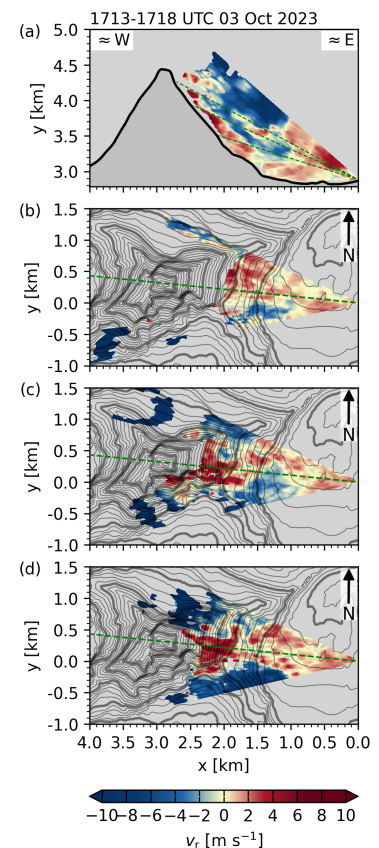 1713-1718 UTC 03 Oct 2023
(a)
≈ W
≈ E
5.0
4.5
4.0
3.5
3.0
y [km]
(b)
1.5
1.0
0.5
0.0
-0.5
-1.0
y [km]
N
(c)
1.5
1.0
0.5
0.0
-0.5
-1.0
y [km]
N
(d)
1.5
1.0
0.5
0.0
-0.5
-1.0
y [km]
N
4.0 3.5 3.0 2.5 2.0 1.5 1.0 0.5 0.0
x [km]
−10 −8 −6 −4 −2 0 2 4 6 8 10
vr [m s−1]